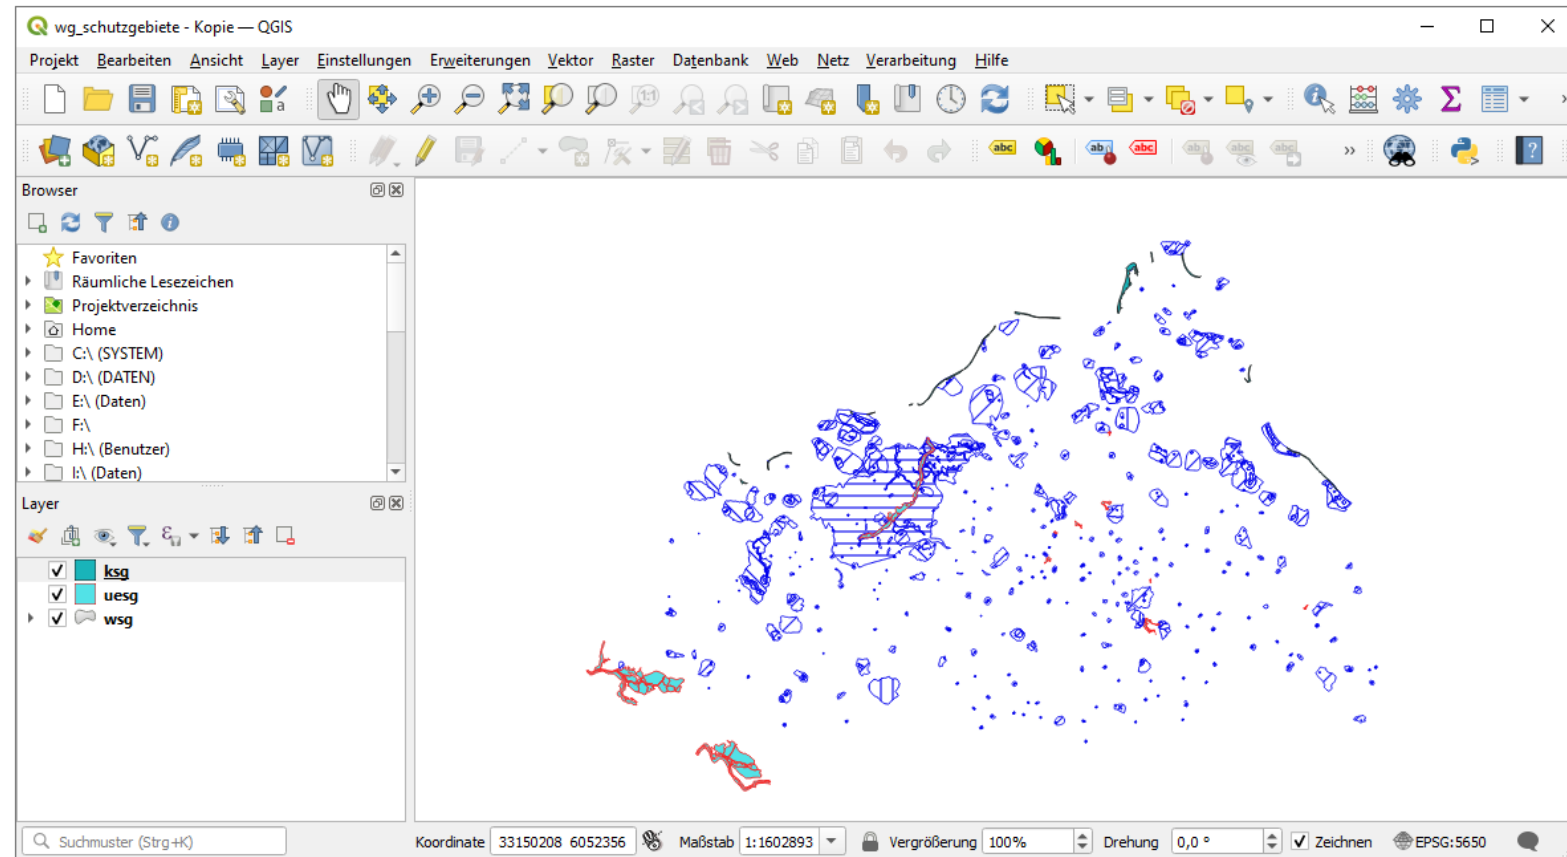 wg_schutzgebiete - Kopie — QGIS
Projekt Bearbeiten Ansicht Layer Einstellungen Erweiterungen Vektor Raster Datenbank Web Netz Verarbeitung Hilfe
Browser
Favoriten
Räumliche Lesezeichen
Projektverzeichnis
Home
C:\ (SYSTEM)
D:\ (DATEN)
E:\ (Daten)
F:\
H:\ (Benutzer)
I:\ (Daten)
Layer
ksg
uesg
wsg
Suchmuster (Strg+K)
Koordinate 33150208 6052356 Maßstab 1:1602893 Vergrößerung 100% Drehung 0,0 ° Zeichnen EPSG:5650